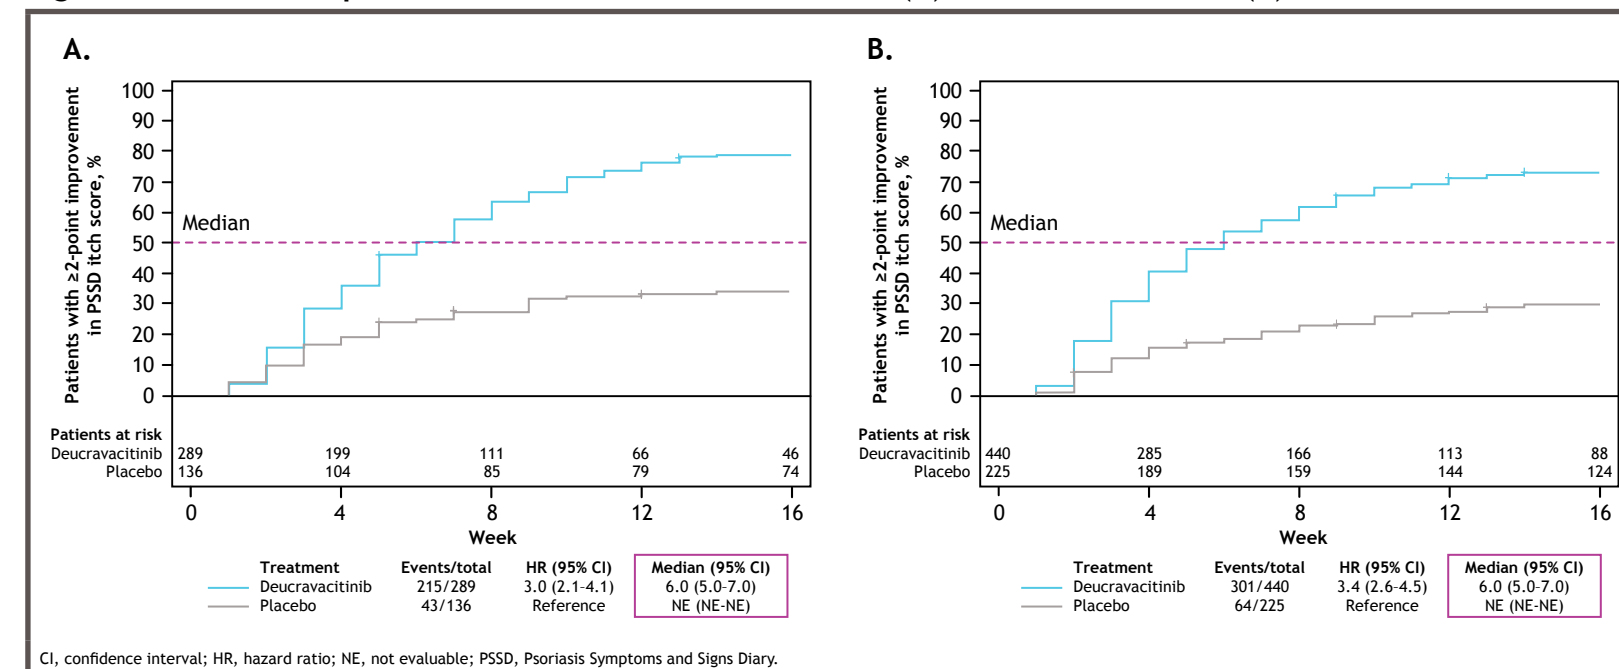 A.
Patients with ≥2-point improvement
in PSSD itch score, %
100
90
80
70
60
50
40
30
20
10
0
Median
Patients at risk
Deucravacitinib 289 199 111 66 46
Placebo 136 104 85 79 74
0 4 8 12 16
Week
Treatment Events/total HR (95% CI) Median (95% CI)
Deucravacitinib 215/289 3.0 (2.1-4.1) 6.0 (5.0-7.0)
Placebo 43/136 Reference NE (NE-NE)
B.
Patients with ≥2-point improvement
in PSSD itch score, %
100
90
80
70
60
50
40
30
20
10
0
Median
Patients at risk
Deucravacitinib 440 285 166 113 88
Placebo 225 189 159 144 124
0 4 8 12 16
Week
Treatment Events/total HR (95% CI) Median (95% CI)
Deucravacitinib 301/440 3.4 (2.6-4.5) 6.0 (5.0-7.0)
Placebo 64/225 Reference NE (NE-NE)
CI, confidence interval; HR, hazard ratio; NE, not evaluable; PSSD, Psoriasis Symptoms and Signs Diary.